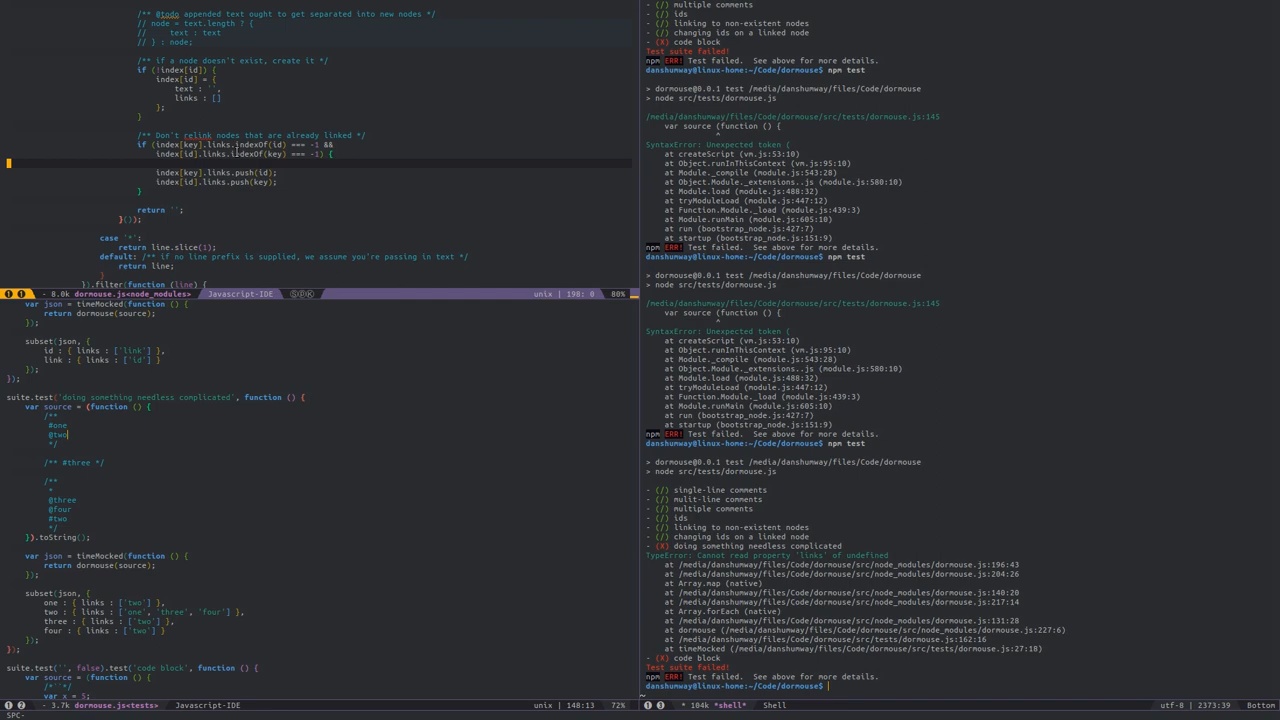 /** @todo appended text ought to get separated into new nodes */
// node = text.length ? {
//     text : text
// } : node;
/** if a node doesn't exist, create it */
if (!index[id]) {
index[id] = {
text : '',
links : []
};
}
/** Don't relink nodes that are already linked */
if (index[key].links.indexOf(id) === -1 &&
index[id].links.indexOf(key) === -1) {
index[key].links.push(id);
index[id].links.push(key);
}
return '';
}());
case '*':
return line.slice(1);
default: /** if no line prefix is supplied, we assume you're passing in text */
return line;
}
}).filter(function (line) {
- 8.0k dormouse.js<node_modules> Javascript-IDE unix | 198: 0 80%
var json = timeMocked(function () {
return dormouse(source);
});
subset(json, {
id : { links : ['link'] },
link : { links : ['id'] }
});
});
suite.test('doing something needless complicated', function () {
var source = (function () {
/**
#one
@two
*/
/** #three */
/**
*
@three
@four
#two
*/
}).toString();
var json = timeMocked(function () {
return dormouse(source);
});
subset(json, {
one : { links : ['two'] },
two : { links : ['one', 'three', 'four'] },
three : { links : ['two'] },
four : { links : ['two'] }
});
});
suite.test('', false).test('code block', function () {
var source = (function () {
/*``*/
var x = 5;
- 3.7k dormouse.js<tests> Javascript-IDE unix | 148:13 72%
SPC-
- (/) multiple comments
- (/) ids
- (/) linking to non-existent nodes
- (/) changing ids on a linked node
- (X) code block
Test suite failed!
npm ERR! Test failed.  See above for more details.
danshumway@linux-home:~/Code/dormouse$ npm test
> dormouse@0.0.1 test /media/danshumway/files/Code/dormouse
> node src/tests/dormouse.js
/media/danshumway/files/Code/dormouse/src/tests/dormouse.js:145
var source (function () {
^
SyntaxError: Unexpected token (
at createScript (vm.js:53:10)
at Object.runInThisContext (vm.js:95:10)
at Module._compile (module.js:543:28)
at Object.Module._extensions..js (module.js:580:10)
at Module.load (module.js:488:32)
at tryModuleLoad (module.js:447:12)
at Function.Module._load (module.js:439:3)
at Module.runMain (module.js:605:10)
at run (bootstrap_node.js:427:7)
at startup (bootstrap_node.js:151:9)
npm ERR! Test failed.  See above for more details.
danshumway@linux-home:~/Code/dormouse$ npm test
> dormouse@0.0.1 test /media/danshumway/files/Code/dormouse
> node src/tests/dormouse.js
/media/danshumway/files/Code/dormouse/src/tests/dormouse.js:145
var source (function () {
^
SyntaxError: Unexpected token (
at createScript (vm.js:53:10)
at Object.runInThisContext (vm.js:95:10)
at Module._compile (module.js:543:28)
at Object.Module._extensions..js (module.js:580:10)
at Module.load (module.js:488:32)
at tryModuleLoad (module.js:447:12)
at Function.Module._load (module.js:439:3)
at Module.runMain (module.js:605:10)
at run (bootstrap_node.js:427:7)
at startup (bootstrap_node.js:151:9)
npm ERR! Test failed.  See above for more details.
danshumway@linux-home:~/Code/dormouse$ npm test
> dormouse@0.0.1 test /media/danshumway/files/Code/dormouse
> node src/tests/dormouse.js
- (/) single-line comments
- (/) mulit-line comments
- (/) multiple comments
- (/) ids
- (/) linking to non-existent nodes
- (/) changing ids on a linked node
- (X) doing something needless complicated
TypeError: Cannot read property 'links' of undefined
at /media/danshumway/files/Code/dormouse/src/node_modules/dormouse.js:196:43
at /media/danshumway/files/Code/dormouse/src/node_modules/dormouse.js:204:26
at Array.map (native)
at /media/danshumway/files/Code/dormouse/src/node_modules/dormouse.js:140:20
at /media/danshumway/files/Code/dormouse/src/node_modules/dormouse.js:217:14
at Array.forEach (native)
at /media/danshumway/files/Code/dormouse/src/node_modules/dormouse.js:131:28
at dormouse (/media/danshumway/files/Code/dormouse/src/node_modules/dormouse.js:227:6)
at /media/danshumway/files/Code/dormouse/src/tests/dormouse.js:162:16
at timeMocked (/media/danshumway/files/Code/dormouse/src/tests/dormouse.js:27:18)
- (X) code block
Test suite failed!
npm ERR! Test failed.  See above for more details.
danshumway@linux-home:~/Code/dormouse$
~
* 104k *shell* Shell utf-8 | 2373:39 Bottom